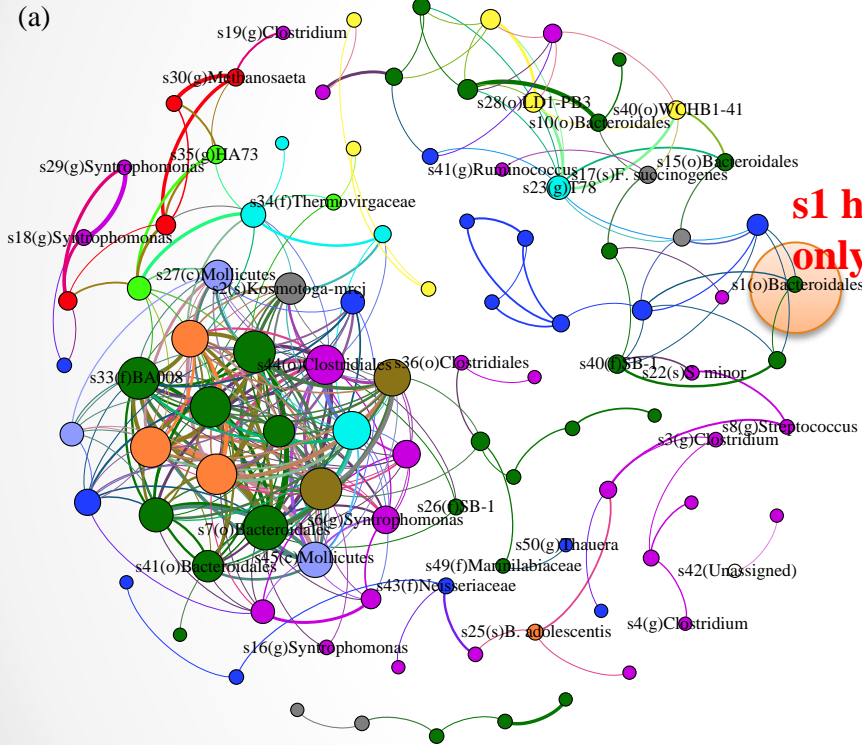 (a)
s19(g)Clostridium
s30(g)Methanosaeta
s28(o)LD1-PB3
s40(o)WCHB1-41
s10(o)Bacteroidales
s35(g)HA73
s29(g)Syntrophomonas
s41(g)Ruminococcus
s15(o)Bacteroidales
s17(s)F. succinogenes
s23(g)T78
s34(f)Thermovirgaceae
s1 h
only
s18(g)Syntrophomonas
s27(c)Mollicutes
s2(s)Kosmotoga-mrcj
s1(o)Bacteroidales
s44(o)Clostridiales
s36(o)Clostridiales
s40(f)SB-1
s22(s)S. minor
s33(f)BA008
s8(g)Streptococcus
s3(g)Clostridium
s26(f)SB-1
s6(g)Syntrophomonas
s7(o)Bacteroidales
s50(g)Thauera
s45(c)Mollicutes
s41(o)Bacteroidales
s49(f)Marinilabiaceae
s42(Unassigned)
s43(f)Neisseriaceae
s4(g)Clostridium
s25(s)B. adolescentis
s16(g)Syntrophomonas